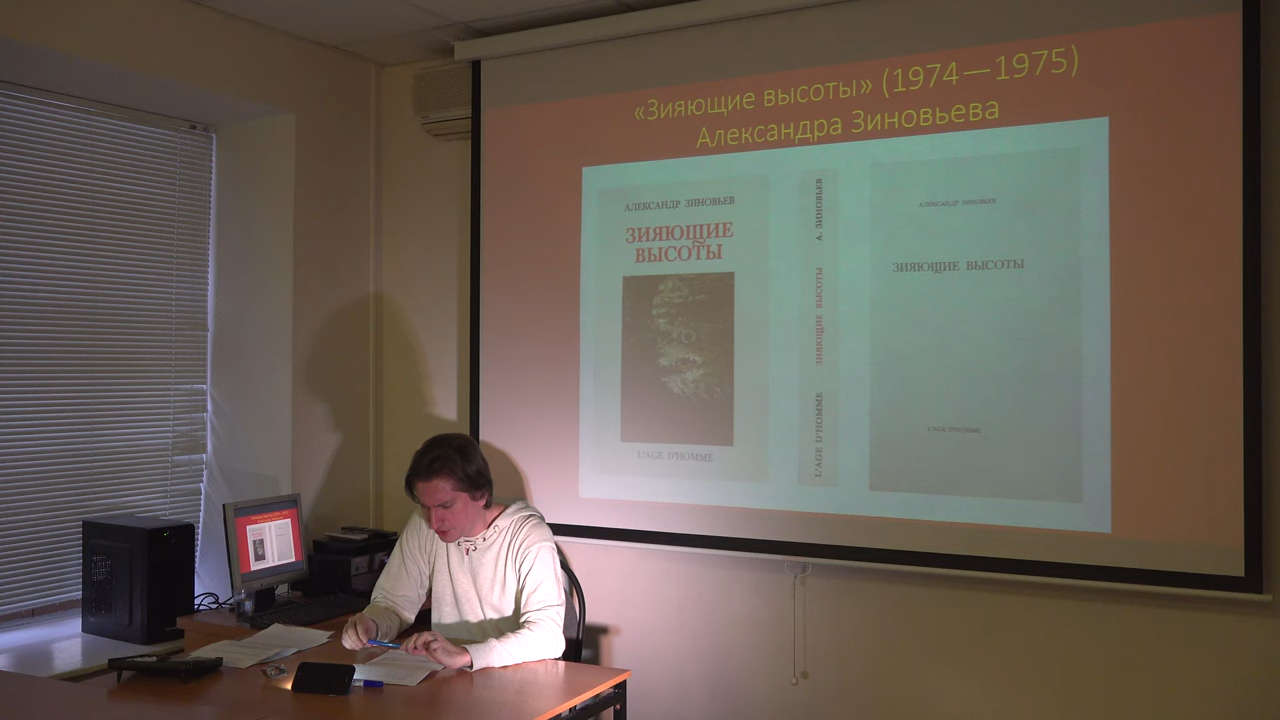 «Зияющие высоты» (1974—1975)
Александра Зиновьева
АЛЕКСАНДР ЗИНОВЬЕВ
ЗИЯЮЩИЕ
ВЫСОТЫ
L'AGE D'HOMME
А. ЗИНОВЬЕВ
ЗИЯЮЩИЕ ВЫСОТЫ
L'AGE D'HOMME
АЛЕКСАНДР ЗИНОВЬЕВ
ЗИЯЮЩИЕ ВЫСОТЫ
L'AGE D'HOMME